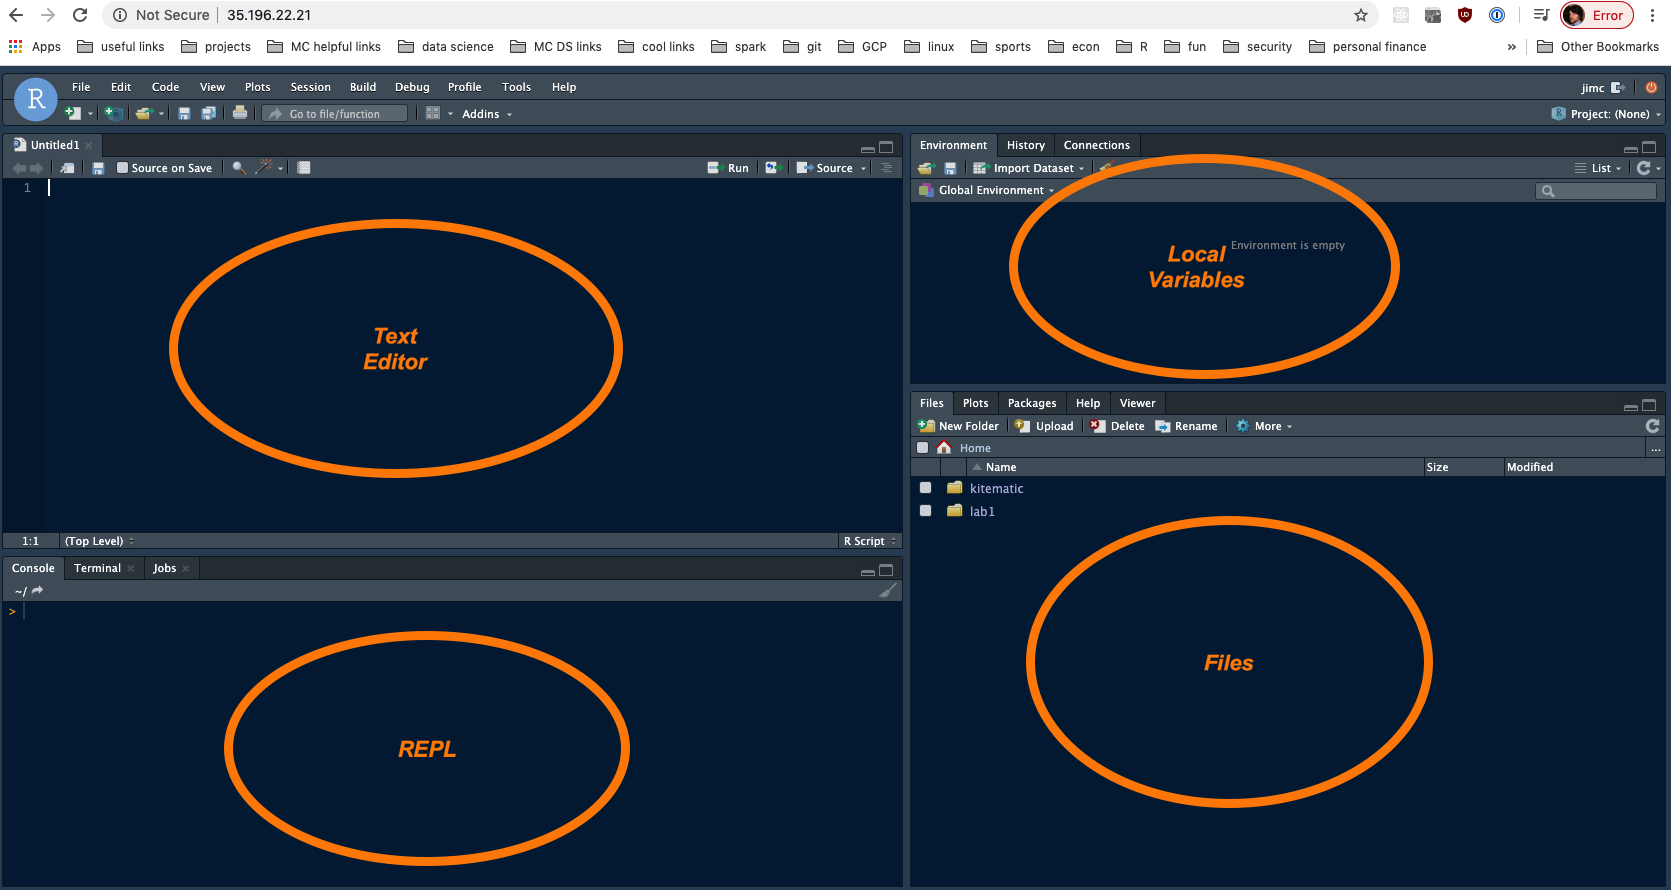 Not Secure | 35.196.22.21 Error
Apps useful links projects MC helpful links data science MC DS links cool links spark git GCP linux sports econ R fun security personal finance » Other Bookmarks
R File Edit Code View Plots Session Build Debug Profile Tools Help jimc
Go to file/function Addins Project: (None)
Untitled1
Source on Save Run Source
1
Text
Editor
1:1 (Top Level) R Script
Console Terminal Jobs
~/
>
REPL
Environment History Connections
Import Dataset List
Global Environment
Environment is empty
Local
Variables
Files Plots Packages Help Viewer
New Folder Upload Delete Rename More
Home ...
Name Size Modified
kitematic
lab1
Files